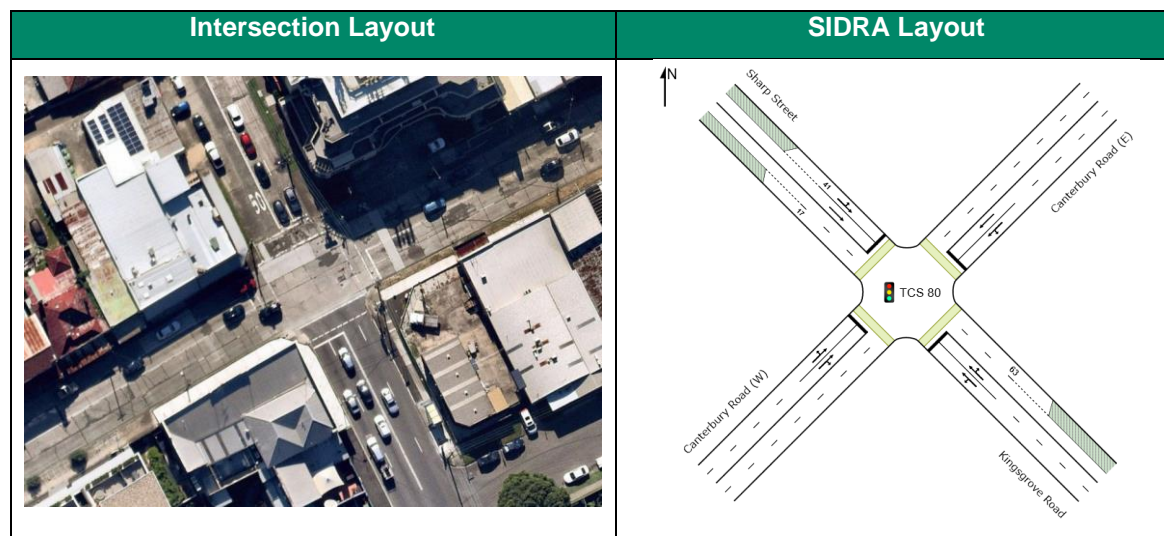 Intersection Layout
SIDRA Layout
50
N
Sharp Street
41
17
Canterbury Road (E)
TCS 80
63
Canterbury Road (W)
Kingsgrove Road